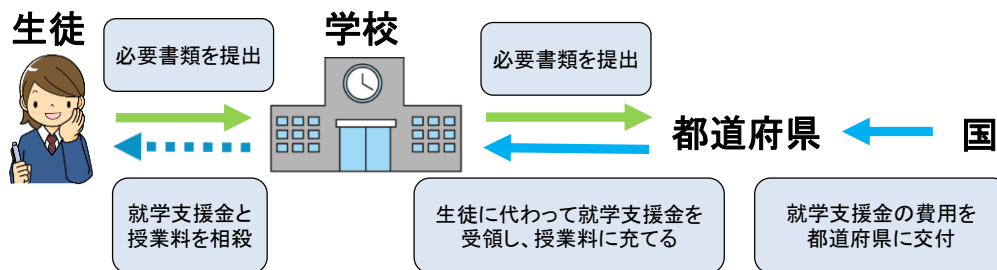 生徒
必要書類を提出
学校
必要書類を提出
都道府県
国
就学支援金と
授業料を相殺
生徒に代わって就学支援金を
受領し、授業料に充てる
就学支援金の費用を
都道府県に交付